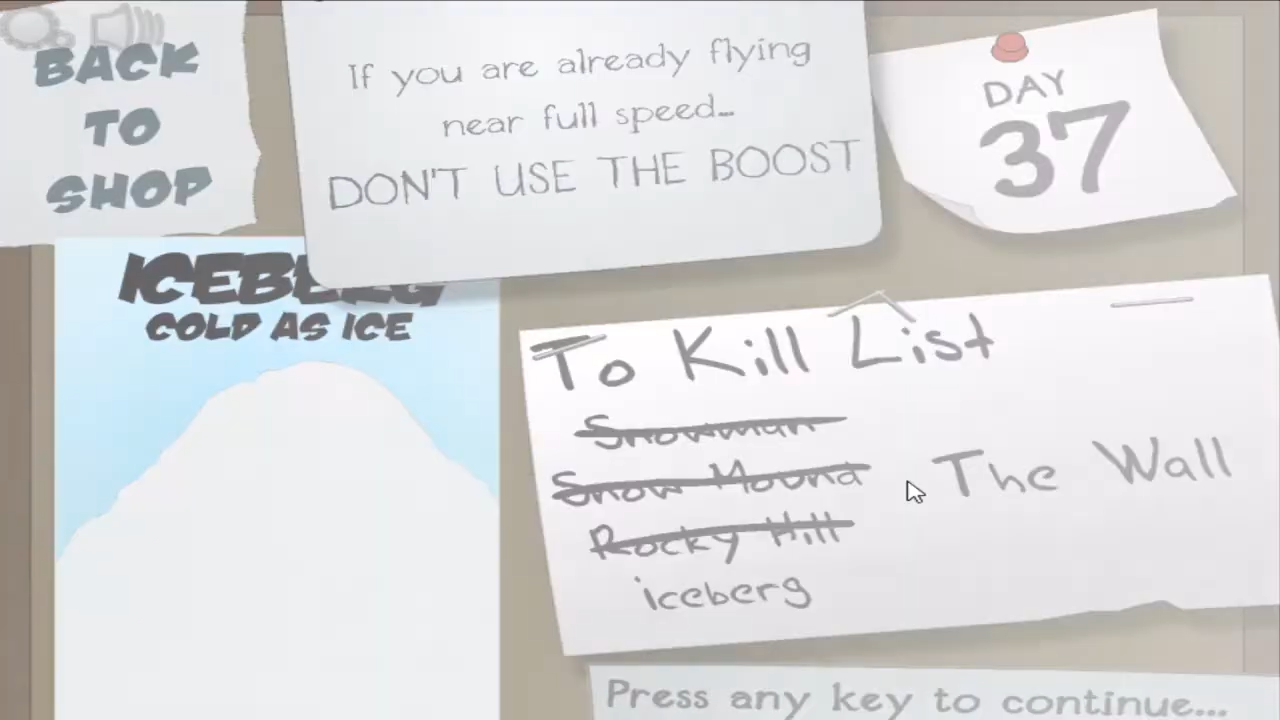 BACK
TO
SHOP
If you are already flying
near full speed...
DON'T USE THE BOOST
DAY
37
ICEBERG
COLD AS ICE
To Kill List
Snowman
Snow Mound
Rocky Hill
iceberg
The Wall
Press any key to continue...